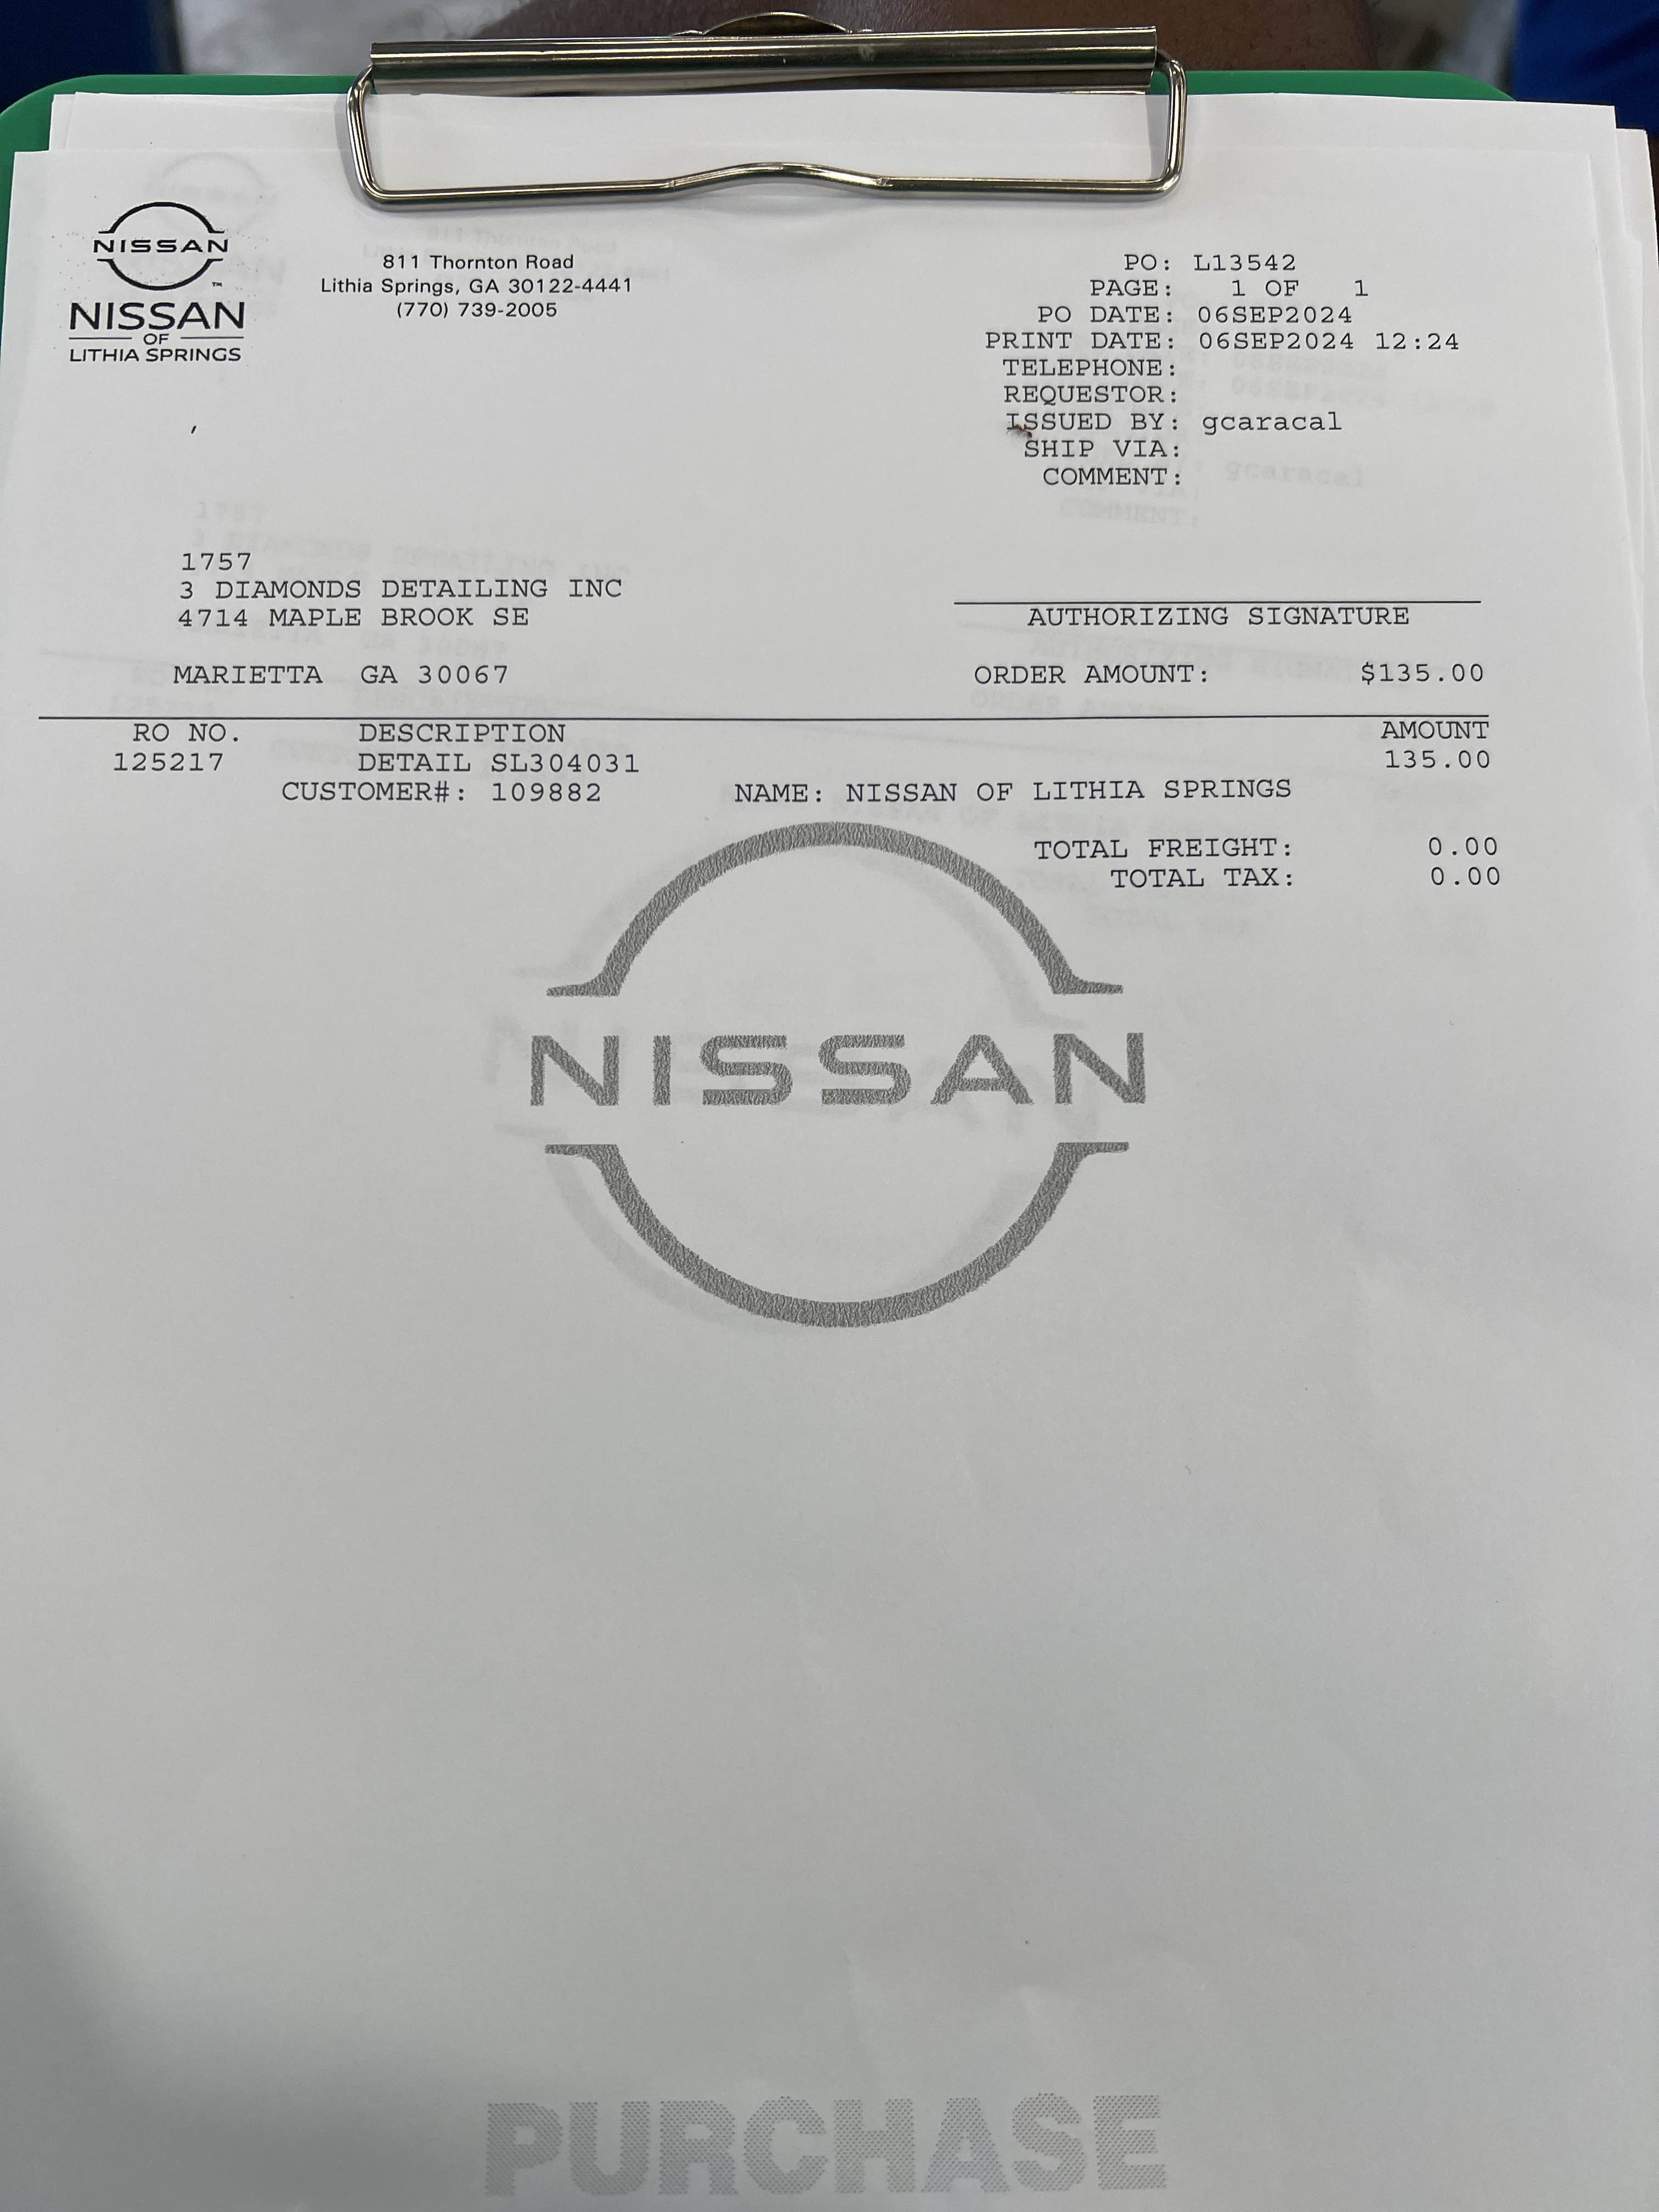 NISSAN
NISSAN
OF
LITHIA SPRINGS
811 Thornton Road
Lithia Springs, GA 30122-4441
(770) 739-2005
PO: L13542
PAGE: 1 OF 1
PO DATE: 06SEP2024
PRINT DATE: 06SEP2024 12:24
TELEPHONE:
REQUESTOR:
ISSUED BY: gcaracal
SHIP VIA:
COMMENT:
1757
3 DIAMONDS DETAILING INC
4714 MAPLE BROOK SE
MARIETTA GA 30067
AUTHORIZING SIGNATURE
ORDER AMOUNT: $135.00
RO NO. DESCRIPTION AMOUNT
125217 DETAIL SL304031 135.00
CUSTOMER#: 109882 NAME: NISSAN OF LITHIA SPRINGS
TOTAL FREIGHT: 0.00
TOTAL TAX: 0.00
NISSAN
PURCHASE